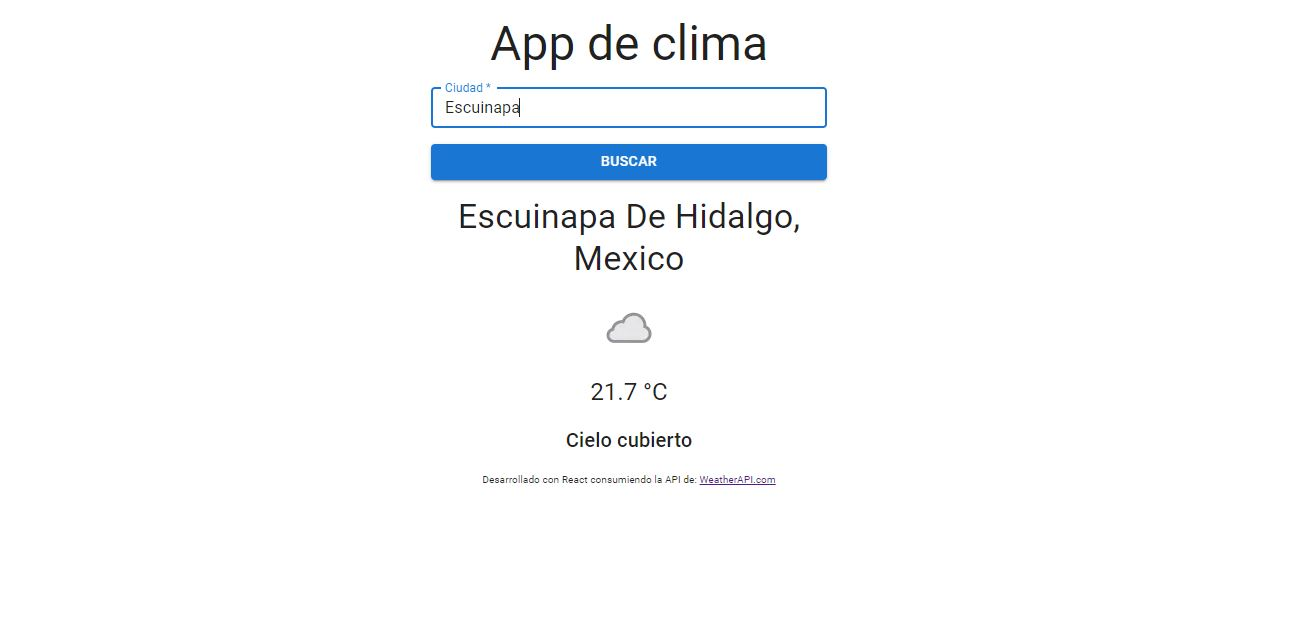 App de clima
Ciudad *
Escuinapa
BUSCAR
Escuinapa De Hidalgo,
Mexico
21.7 °C
Cielo cubierto
Desarrollado con React consumiendo la API de: WeatherAPI.com